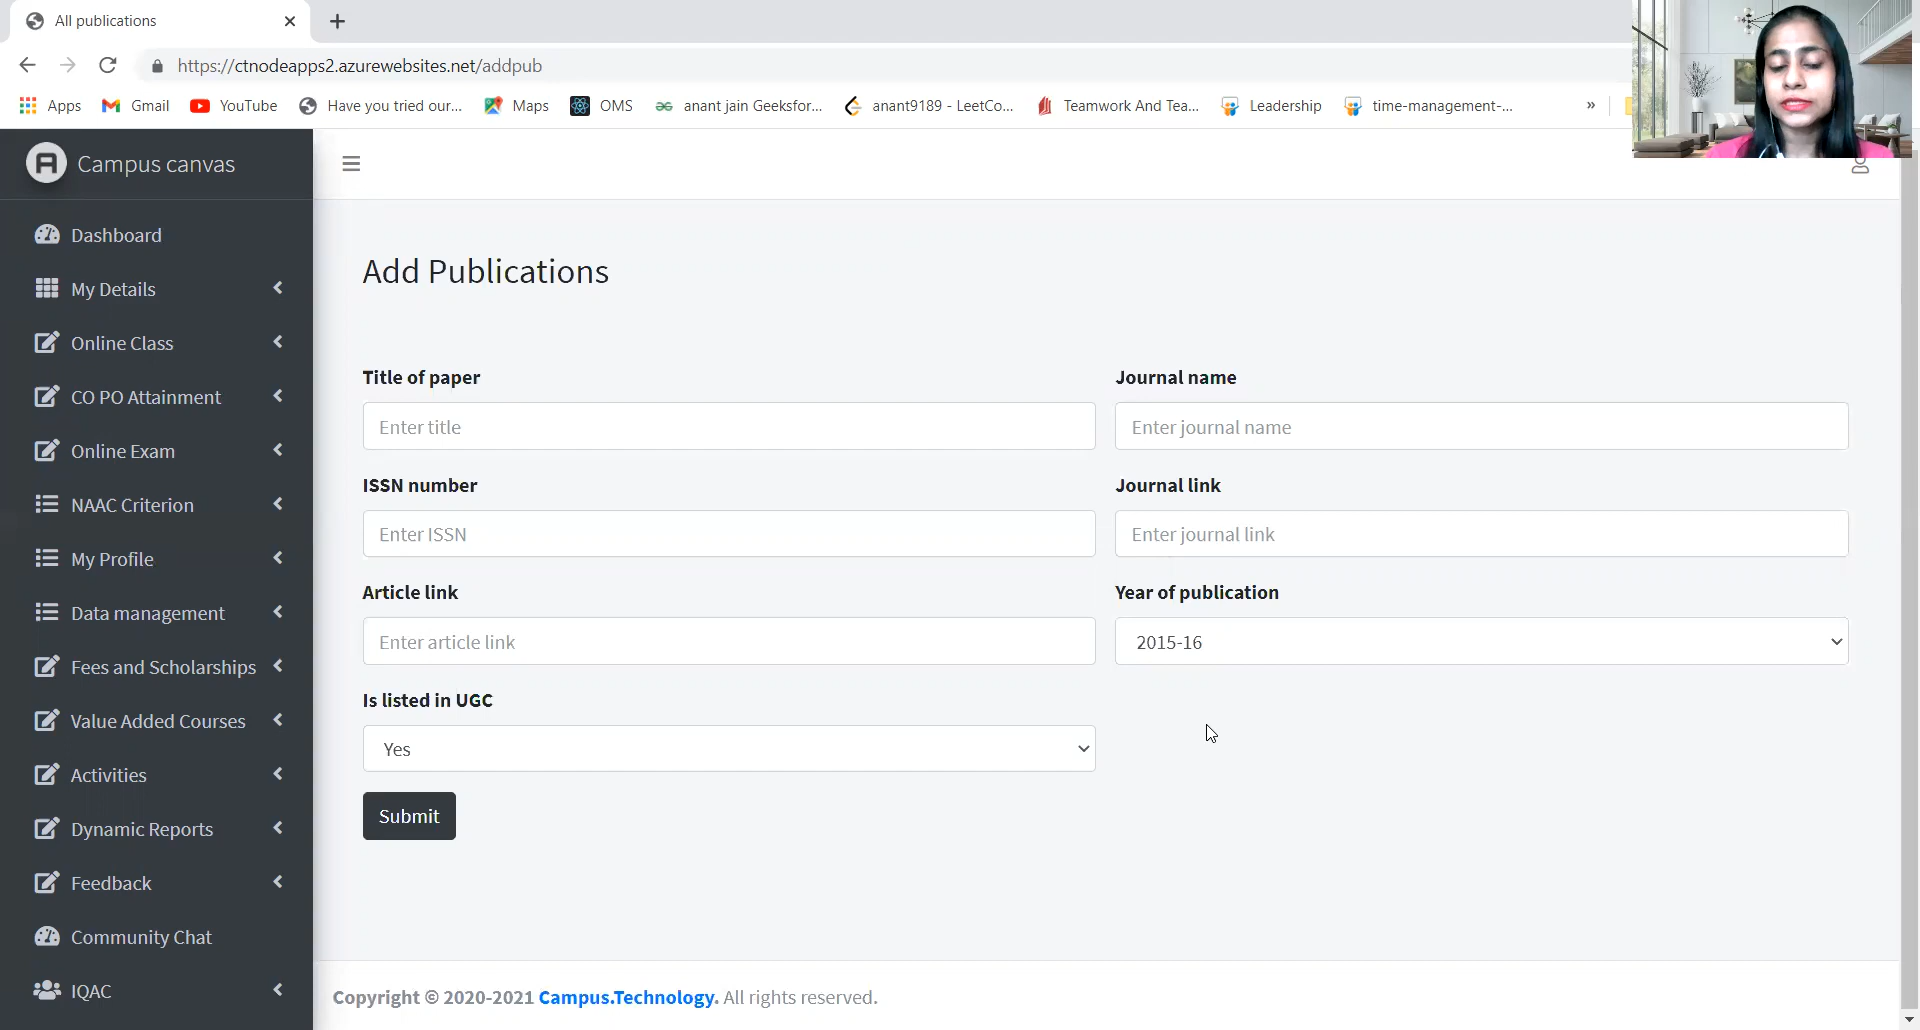 All publications
https://ctnodeapps2.azurewebsites.net/addpub
Apps Gmail YouTube Have you tried our... Maps OMS anant jain Geeksfor... anant9189 - LeetCo... Teamwork And Tea... Leadership time-management-... »
Campus canvas
Dashboard
My Details
Online Class
CO PO Attainment
Online Exam
NAAC Criterion
My Profile
Data management
Fees and Scholarships
Value Added Courses
Activities
Dynamic Reports
Feedback
Community Chat
IQAC
Add Publications
Title of paper
Enter title
Journal name
Enter journal name
ISSN number
Enter ISSN
Journal link
Enter journal link
Article link
Enter article link
Year of publication
2015-16
Is listed in UGC
Yes
Submit
Copyright © 2020-2021 Campus.Technology. All rights reserved.